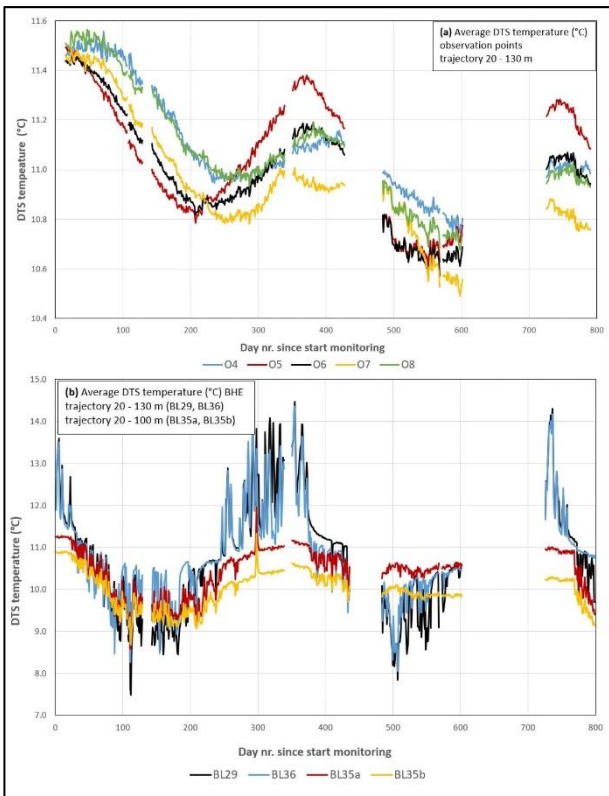 11.6
11.4
11.2
11.0
10.8
10.6
10.4
DTS tempeature (°C)
(a) Average DTS temperature (°C)
observation points
trajectory 20 - 130 m
0 100 200 300 400 500 600 700 800
Day nr. since start monitoring
O4 O5 O6 O7 O8
15.0
14.0
13.0
12.0
11.0
10.0
9.0
8.0
7.0
DTS temperature (°C)
(b) Average DTS temperature (°C) BHE
trajectory 20 - 130 m (BL29, BL36)
trajectory 20 - 100 m (BL35a, BL35b)
0 100 200 300 400 500 600 700 800
Day nr. since start monitoring
BL29 BL36 BL35a BL35b